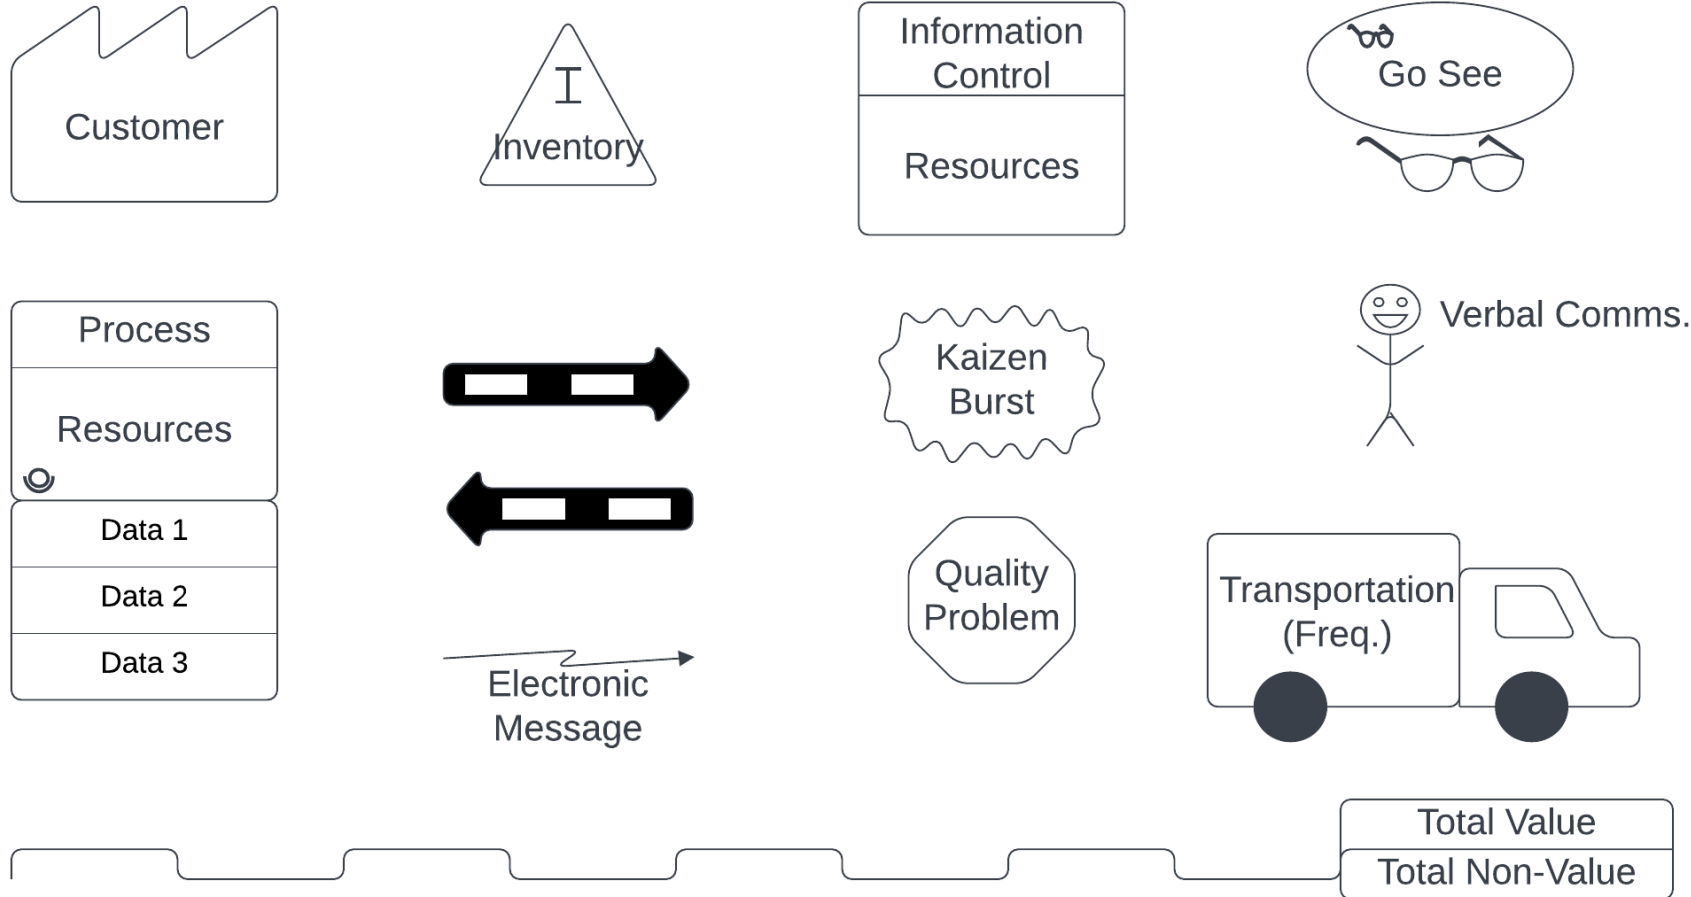 Customer
I
Inventory
Information
Control
Resources
Go See
Process
Resources
Data 1
Data 2
Data 3
Electronic
Message
Kaizen
Burst
Quality
Problem
Verbal Comms.
Transportation
(Freq.)
Total Value
Total Non-Value